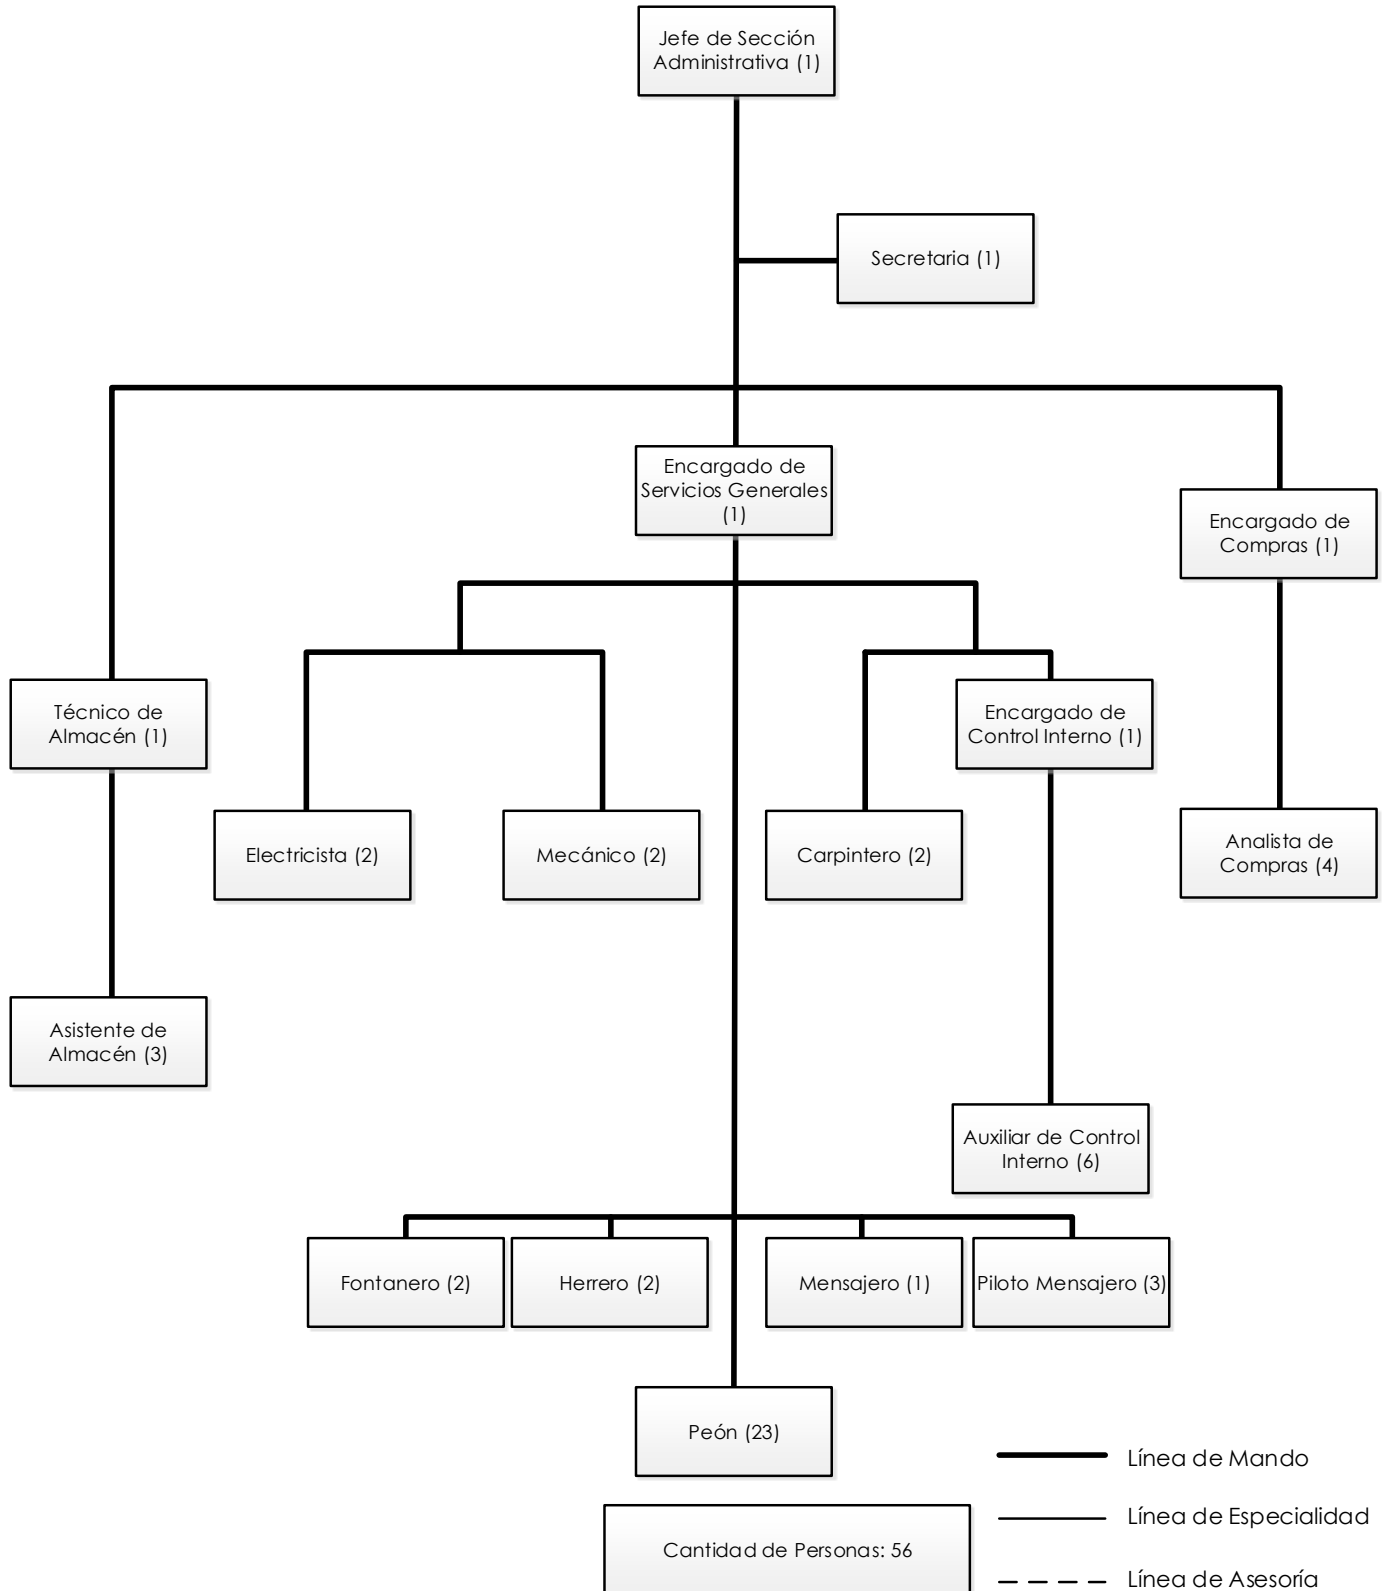 Jefe de Sección
Administrativa (1)
Secretaria (1)
Encargado de
Servicios Generales
(1)
Encargado de
Compras (1)
Técnico de
Almacén (1)
Encargado de
Control Interno (1)
Electricista (2)
Mecánico (2)
Carpintero (2)
Analista de
Compras (4)
Asistente de
Almacén (3)
Auxiliar de Control
Interno (6)
Fontanero (2)
Herrero (2)
Mensajero (1)
Piloto Mensajero (3)
Peón (23)
Línea de Mando
Línea de Especialidad
Cantidad de Personas: 56
Línea de Asesoría